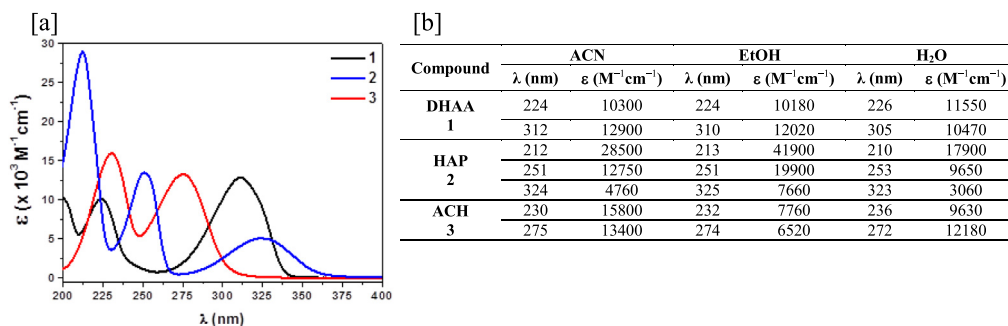 [a]
[b]
30
25
20
15
10
5
0
ε (x 10³ M⁻¹cm⁻¹)
200 225 250 275 300 325 350 375 400
λ (nm)
1
2
3
Compound ACN EtOH H₂O
λ (nm) ε (M⁻¹cm⁻¹) λ (nm) ε (M⁻¹cm⁻¹) λ (nm) ε (M⁻¹cm⁻¹)
DHAA 224 10300 224 10180 226 11550
1 312 12900 310 12020 305 10470
HAP 212 28500 213 41900 210 17900
2 251 12750 251 19900 253 9650
324 4760 325 7660 323 3060
ACH 230 15800 232 7760 236 9630
3 275 13400 274 6520 272 12180